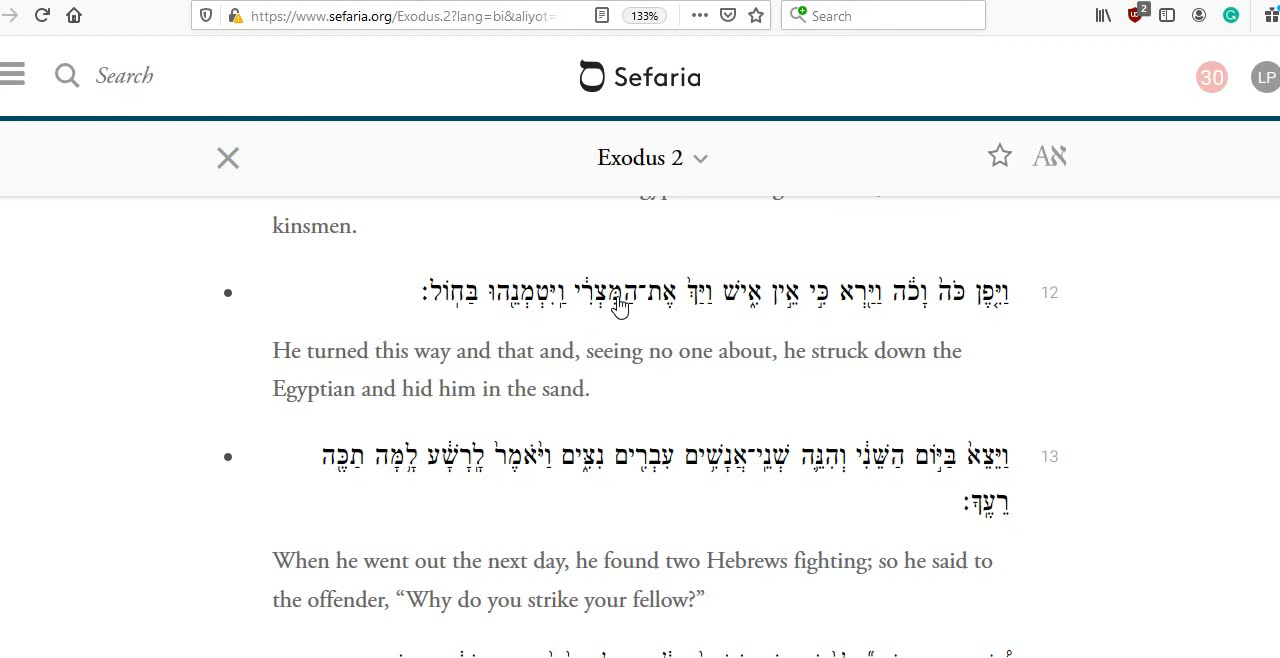 https://www.sefaria.org/Exodus.2?lang=bi&aliyot=
133%
Search
2
Search
Sefaria
30
LP
Exodus 2
Aא
kinsmen.
וַיִּ֤פֶן כֹּה֙ וָכֹ֔ה וַיַּ֖רְא כִּ֣י אֵ֣ין אִ֑ישׁ וַיַּךְ֙ אֶת־הַמִּצְרִ֔י וַֽיִּטְמְנֵ֖הוּ בַּחֽוֹל׃
12
He turned this way and that and, seeing no one about, he struck down the
Egyptian and hid him in the sand.
וַיֵּצֵא֙ בַּיּ֣וֹם הַשֵּׁנִ֔י וְהִנֵּ֛ה שְׁנֵֽי־אֲנָשִׁ֥ים עִבְרִ֖ים נִצִּ֑ים וַיֹּ֙אמֶר֙ לָֽרָשָׁ֔ע לָ֥מָּה תַכֶּ֖ה
13
רֵעֶֽךָ׃
When he went out the next day, he found two Hebrews fighting; so he said to
the offender, “Why do you strike your fellow?”